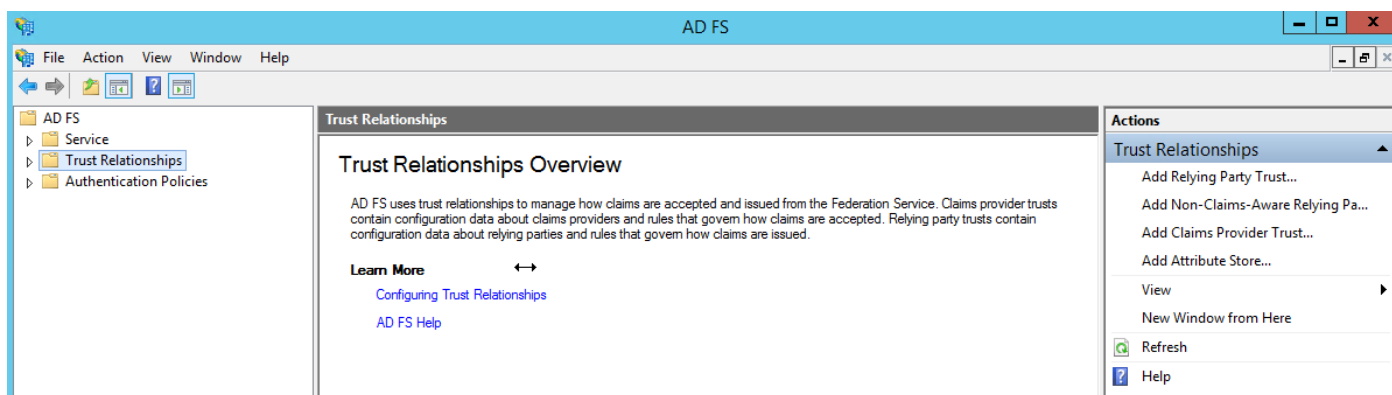 AD FS
File Action View Window Help
AD FS
Service
Trust Relationships
Authentication Policies
Trust Relationships
Trust Relationships Overview
AD FS uses trust relationships to manage how claims are accepted and issued from the Federation Service. Claims provider trusts
contain configuration data about claims providers and rules that govern how claims are accepted. Relying party trusts contain
configuration data about relying parties and rules that govern how claims are issued.
Learn More
Configuring Trust Relationships
AD FS Help
Actions
Trust Relationships
Add Relying Party Trust...
Add Non-Claims-Aware Relying Pa...
Add Claims Provider Trust...
Add Attribute Store...
View
New Window from Here
Refresh
Help